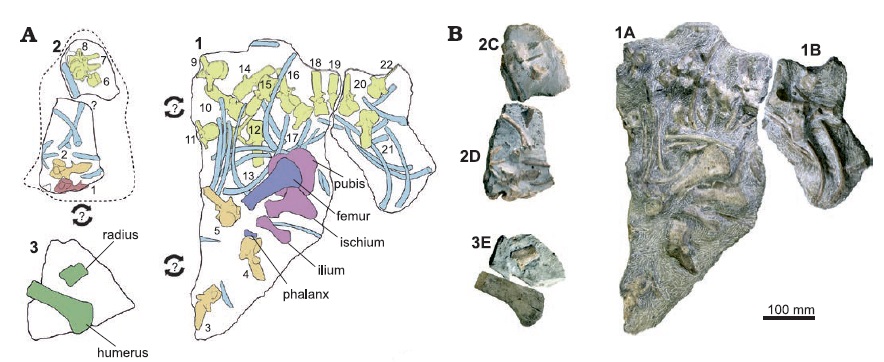 A
2
8
7
6
?
2
1
?
3
radius
humerus
1
9
14
15
16
18
19
20
22
10
?
11
12
17
21
13
pubis
femur
5
ischium
?
4
ilium
phalanx
3
B
2C
1A
1B
2D
3E
100 mm